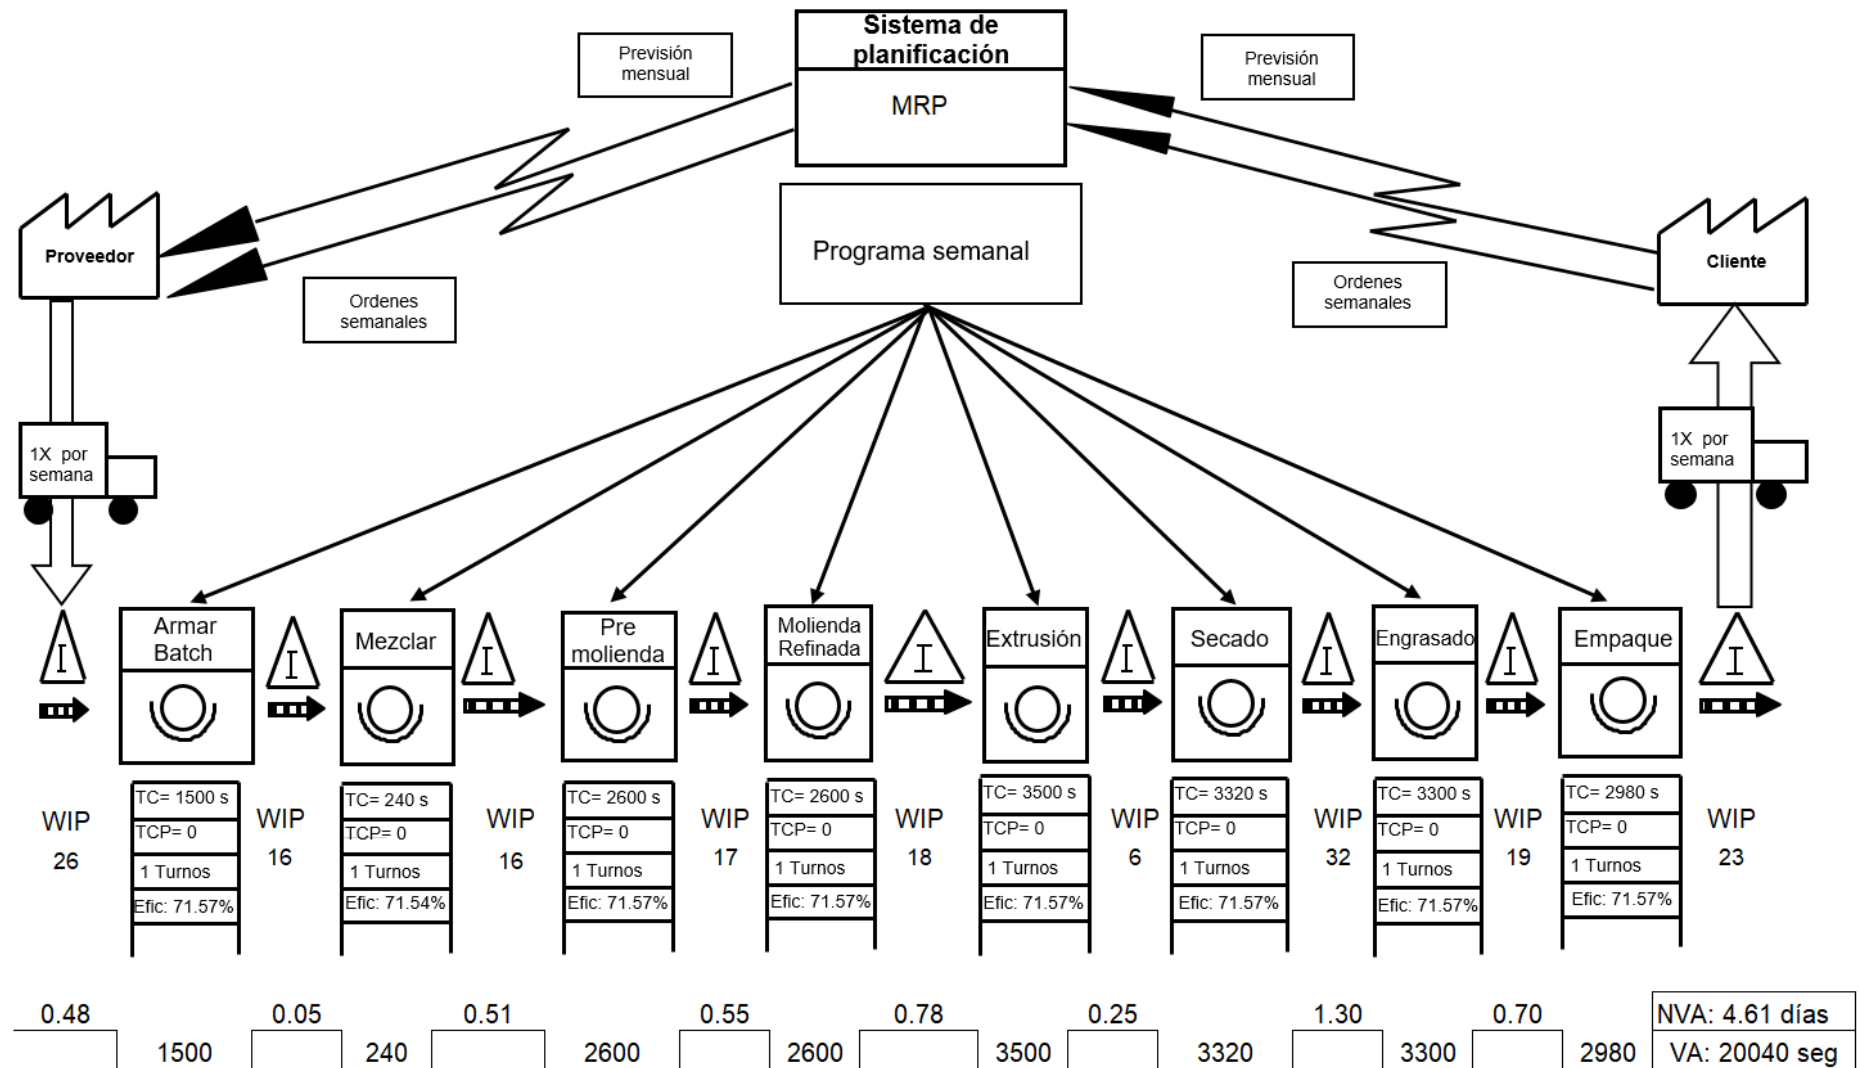 Sistema de
planificación
MRP
Previsión
mensual
Previsión
mensual
Programa semanal
Proveedor
Cliente
Ordenes
semanales
Ordenes
semanales
1X por
semana
1X por
semana
Armar
Batch
Mezclar
Pre
molienda
Molienda
Refinada
Extrusión
Secado
Engrasado
Empaque
I
I
I
I
I
I
I
I
I
WIP
26
TC= 1500 s
TCP= 0
1 Turnos
Efic: 71.57%
WIP
16
TC= 240 s
TCP= 0
1 Turnos
Efic: 71.54%
WIP
16
TC= 2600 s
TCP= 0
1 Turnos
Efic: 71.57%
WIP
17
TC= 2600 s
TCP= 0
1 Turnos
Efic: 71.57%
WIP
18
TC= 3500 s
TCP= 0
1 Turnos
Efic: 71.57%
WIP
6
TC= 3320 s
TCP= 0
1 Turnos
Efic: 71.57%
WIP
32
TC= 3300 s
TCP= 0
1 Turnos
Efic: 71.57%
WIP
19
TC= 2980 s
TCP= 0
1 Turnos
Efic: 71.57%
WIP
23
0.48 0.05 0.51 0.55 0.78 0.25 1.30 0.70 NVA: 4.61 días
1500 240 2600 2600 3500 3320 3300 2980 VA: 20040 seg